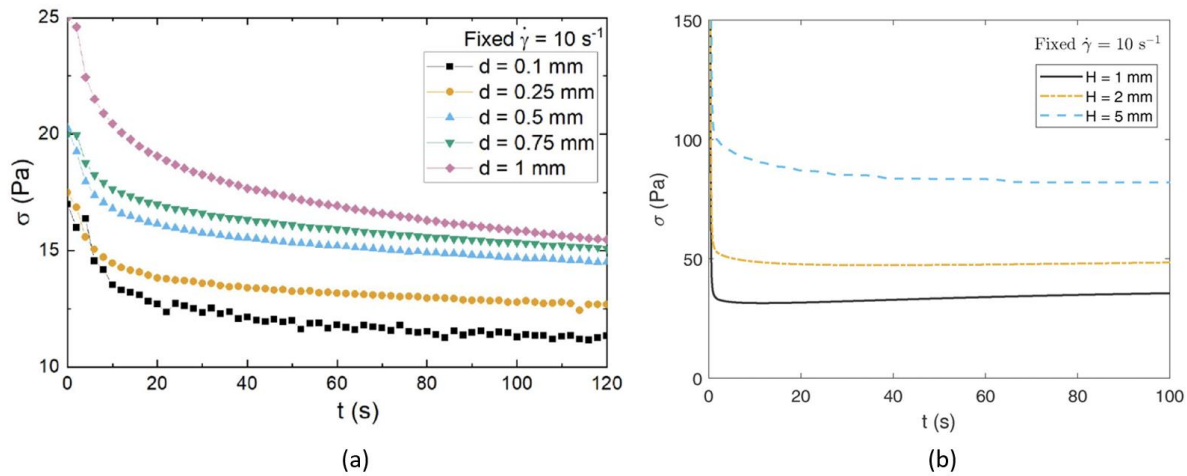 25
20
15
10
σ (Pa)
Fixed γ̇ = 10 s⁻¹
d = 0.1 mm
d = 0.25 mm
d = 0.5 mm
d = 0.75 mm
d = 1 mm
0 20 40 60 80 100 120
t (s)
(a)
150
100
50
0
σ (Pa)
Fixed γ̇ = 10 s⁻¹
H = 1 mm
H = 2 mm
H = 5 mm
0 20 40 60 80 100
t (s)
(b)